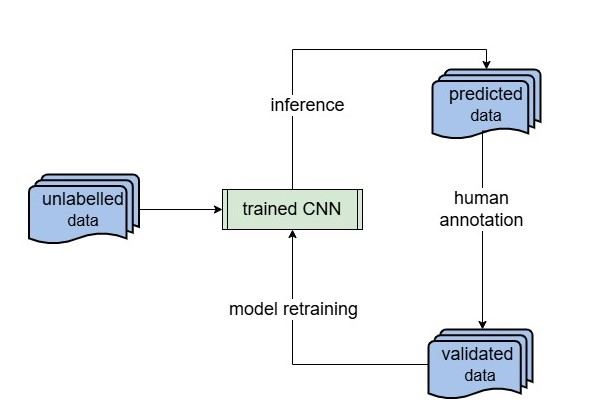 inference
predicted
data
unlabelled
data
trained CNN
human
annotation
model retraining
validated
data